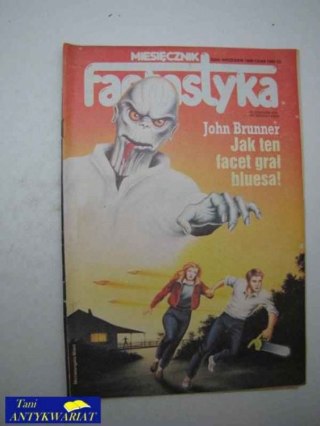 MIESIĘCZNIK
fantastyka
John Brunner
Jak ten
facet grał
bluesa!
Tani
ANTYKWARIAT